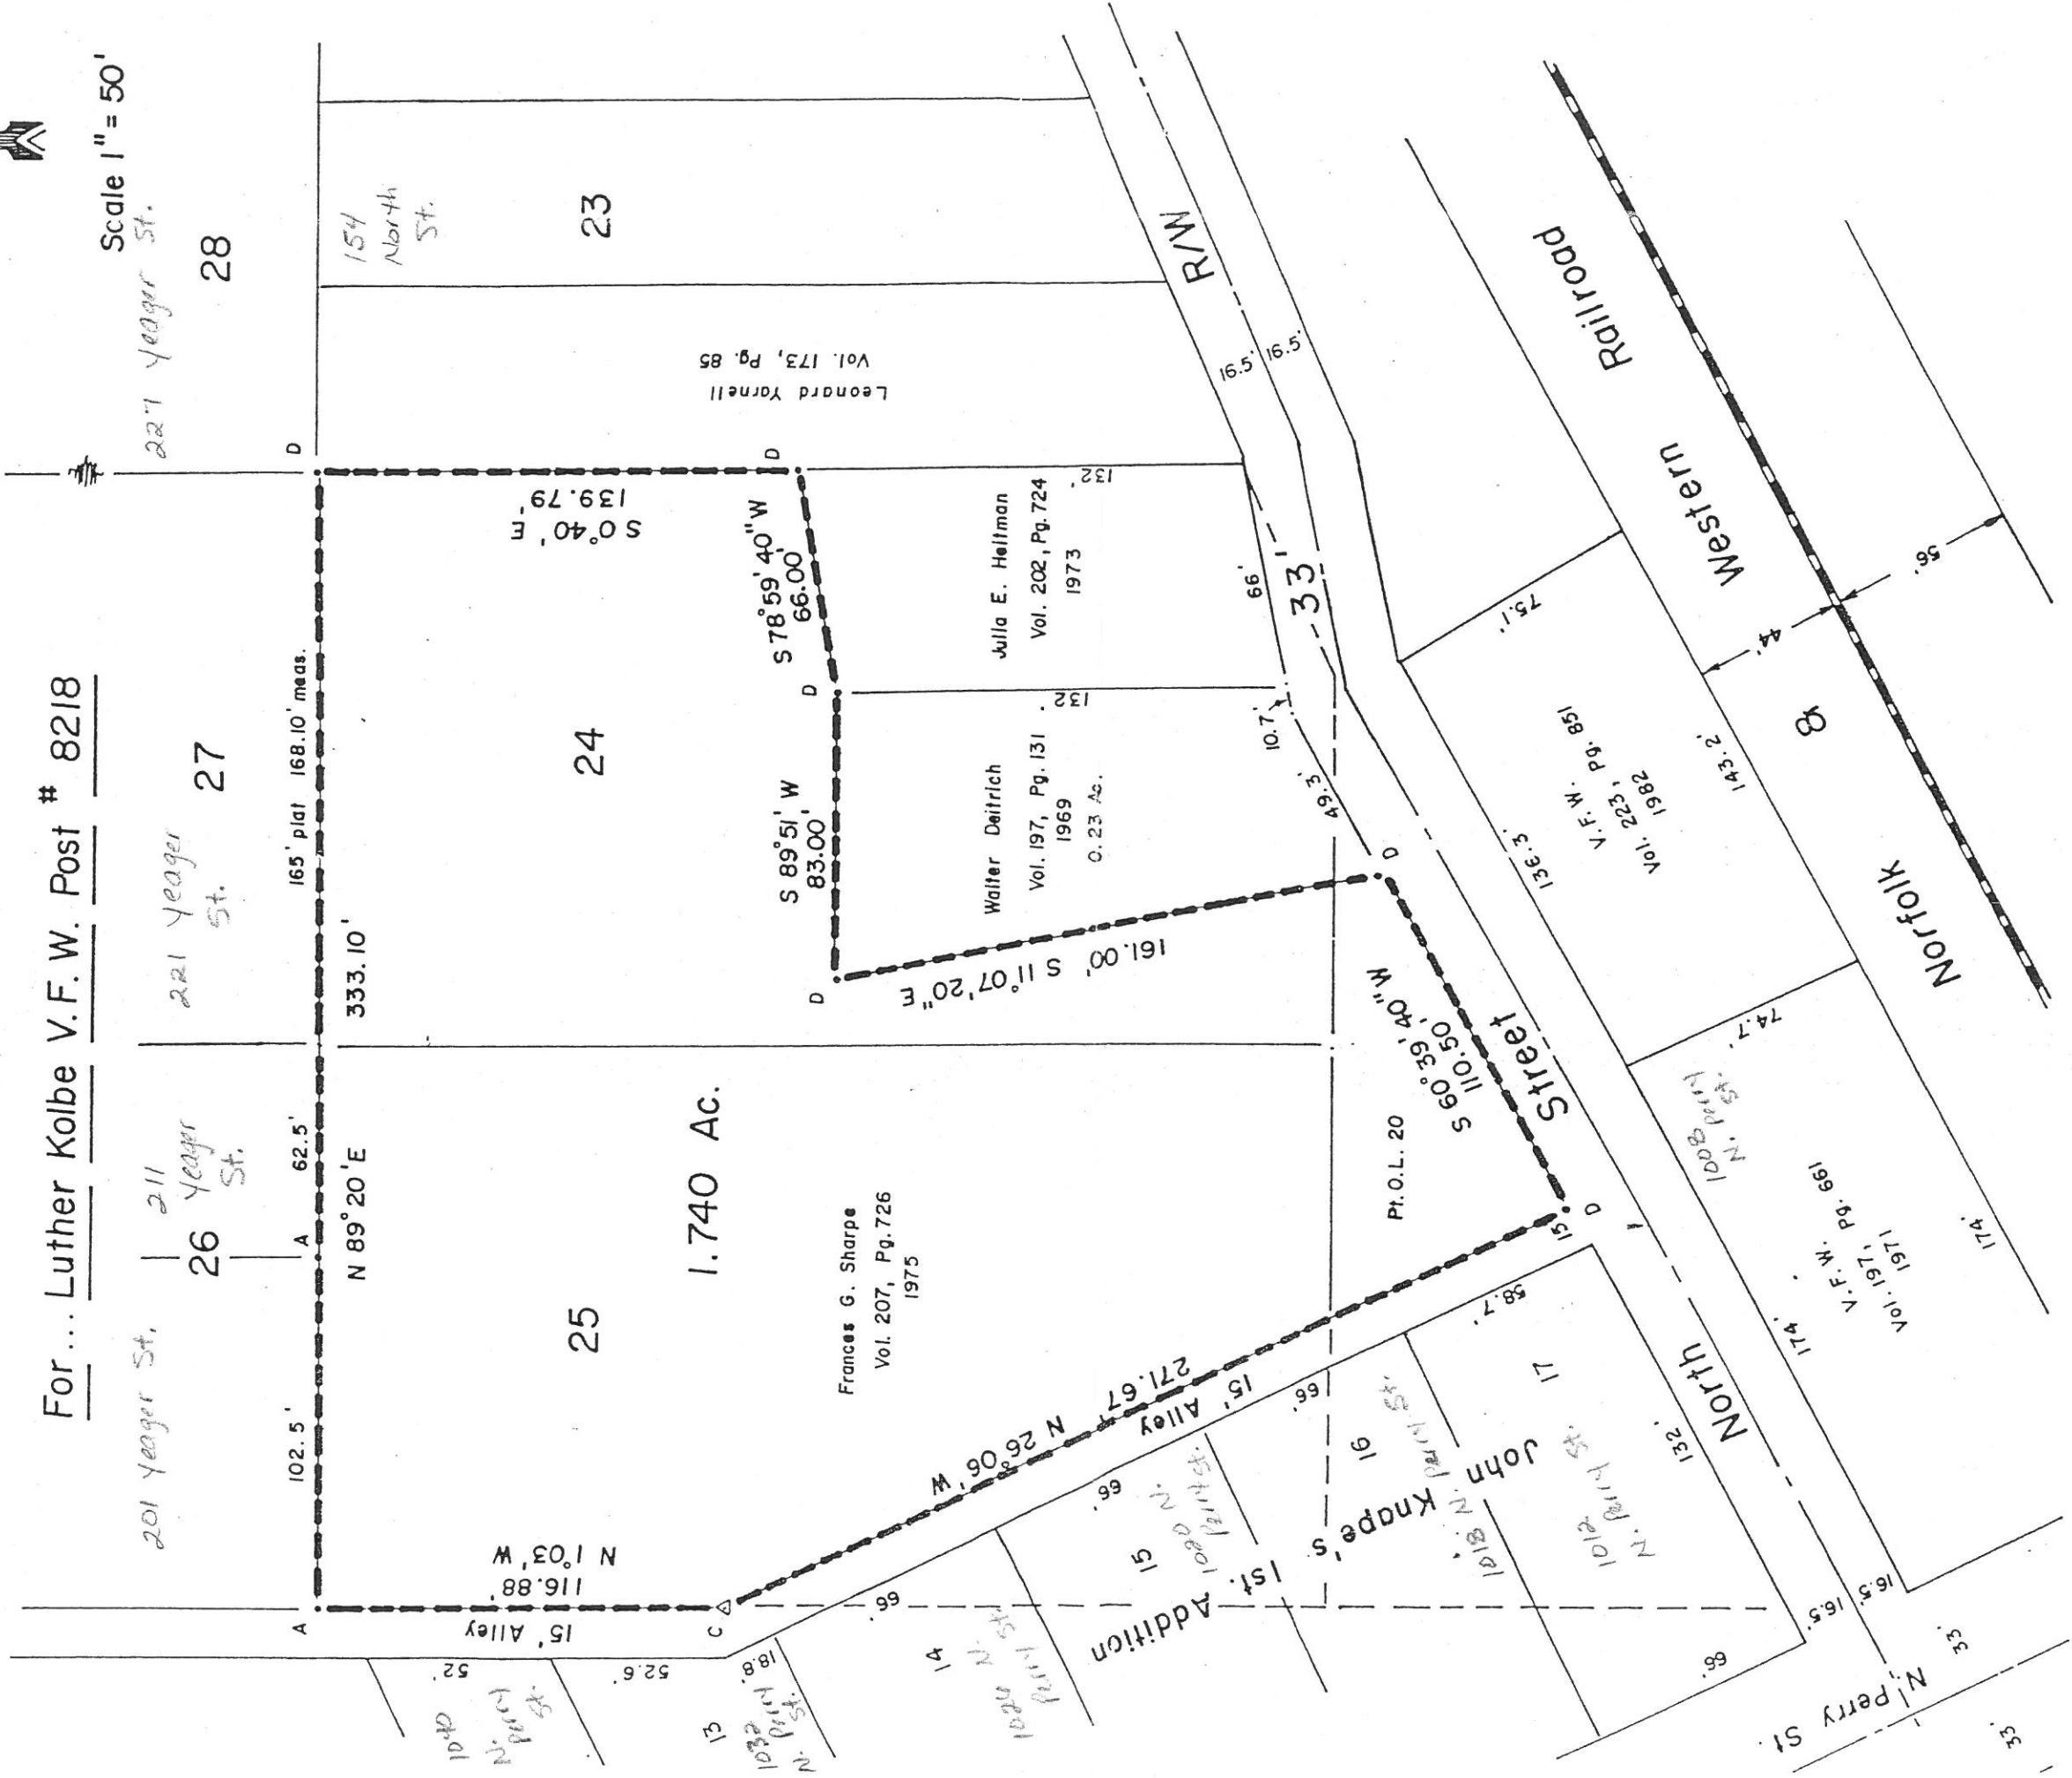 For... Luther Kolbe V.F.W. Post # 8218
Scale 1" = 50'
201 Yeager St.
26
211
Yeager
St.
221 Yeager
St.
27
227 Yeager St.
28
102.5'
A
62.5'
165' plat 168.10' meas.
D
A
N 89°20'E
333.10'
154
North
St.
23
S 0°40' E
139.79'
D
Leonard Yarnell
Vol. 173, Pg. 85
24
25
1.740 Ac.
Frances G. Sharpe
Vol. 207, Pg. 726
1975
S 78°59'40" W
66.00'
D
S 89°51' W
83.00'
D
Julia E. Heitman
Vol. 202, Pg. 724
1973
132'
132'
Walter Deitrich
Vol. 197, Pg. 131
1969
0.23 Ac.
161.00' S 11°07'20" E
66'
10.7'
49.3'
33'
R/W
16.5'
16.5'
D
S 60°39'40" W
110.50'
Pt. O.L. 20
D
15'
North
Street
N 1°03' W
116.88'
15' Alley
C
N 26°06' W
271.67'
15' Alley
52'
52.6'
18.8'
66'
66'
66'
58.7'
132'
66'
1040
N.
Perry
St.
13
1032
N. Perry
St.
14
N.
Perry St.
15
1020 N.
Perry St.
16
1018 N. Perry St.
17
1012
N. Perry St.
John
Knape's
1st.
Addition
16.5'
16.5'
33'
33'
N. Perry
St.
174'
174'
V.F.W.
Vol. 197, Pg. 661
1971
1008
N. Perry
St.
74.7'
136.3'
143.2'
V.F.W.
Vol. 223, Pg. 851
1982
75.1'
44'
56'
Norfolk
&
Western
Railroad